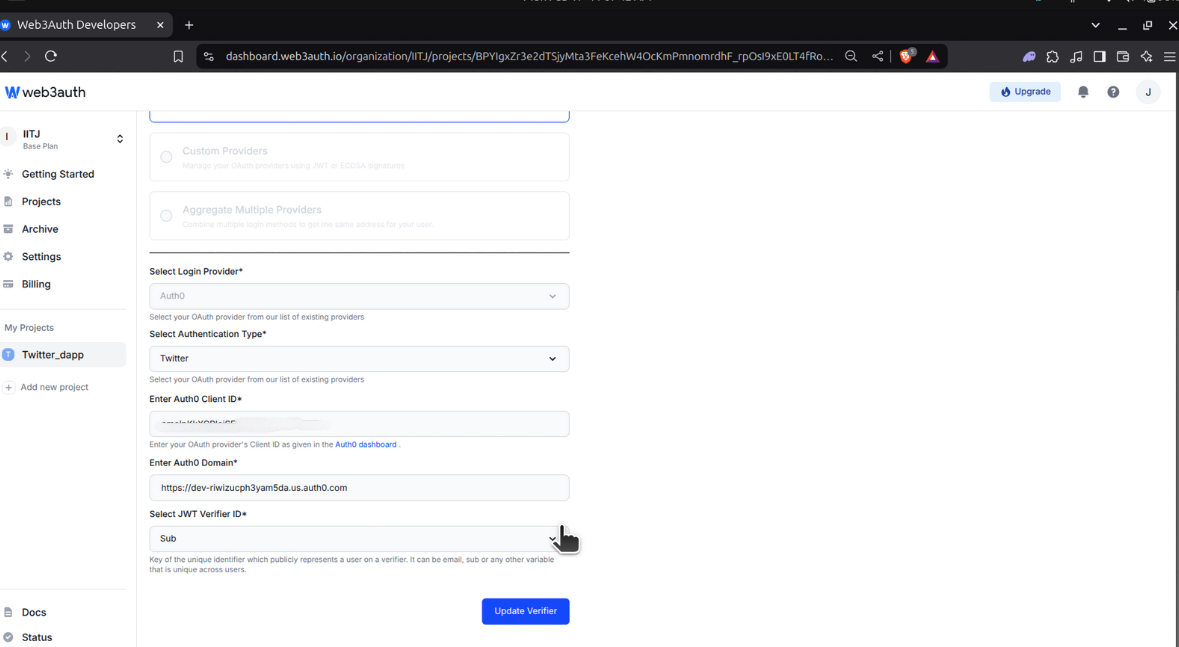 Web3Auth Developers
dashboard.web3auth.io/organization/IITJ/projects/BPYIgxZr3e2dTSjyMta3FeKcehW4OcKmPmnomrdhF_rpOsI9xE0LT4fRo...
5
web3auth
Upgrade
J
I
IITJ
Base Plan
Getting Started
Projects
Archive
Settings
Billing
My Projects
T
Twitter_dapp
Add new project
Docs
Status
Custom Providers
Manage your OAuth providers using JWT or ECDSA signatures
Aggregate Multiple Providers
Combine multiple login methods to get the same address for your user.
Select Login Provider*
Auth0
Select your OAuth provider from our list of existing providers
Select Authentication Type*
Twitter
Select your OAuth provider from our list of existing providers
Enter Auth0 Client ID*
Enter your OAuth provider's Client ID as given in the Auth0 dashboard .
Enter Auth0 Domain*
https://dev-riwizucph3yam5da.us.auth0.com
Select JWT Verifier ID*
Sub
Key of the unique identifier which publicly represents a user on a verifier. It can be email, sub or any other variable
that is unique across users.
Update Verifier